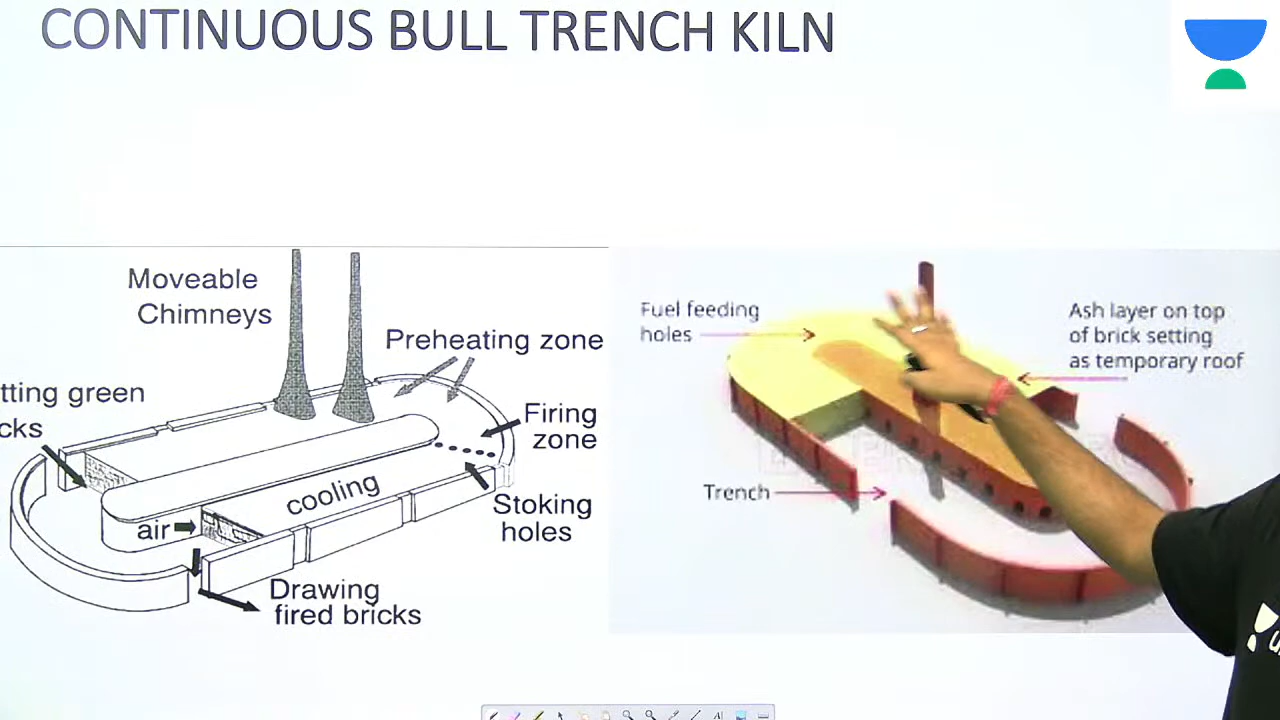 CONTINUOUS BULL TRENCH KILN
Moveable
Chimneys
Preheating zone
tting green
cks
Firing
zone
cooling
air
Stoking
holes
Drawing
fired bricks
Fuel feeding
holes
Ash layer on top
of brick setting
as temporary roof
Trench